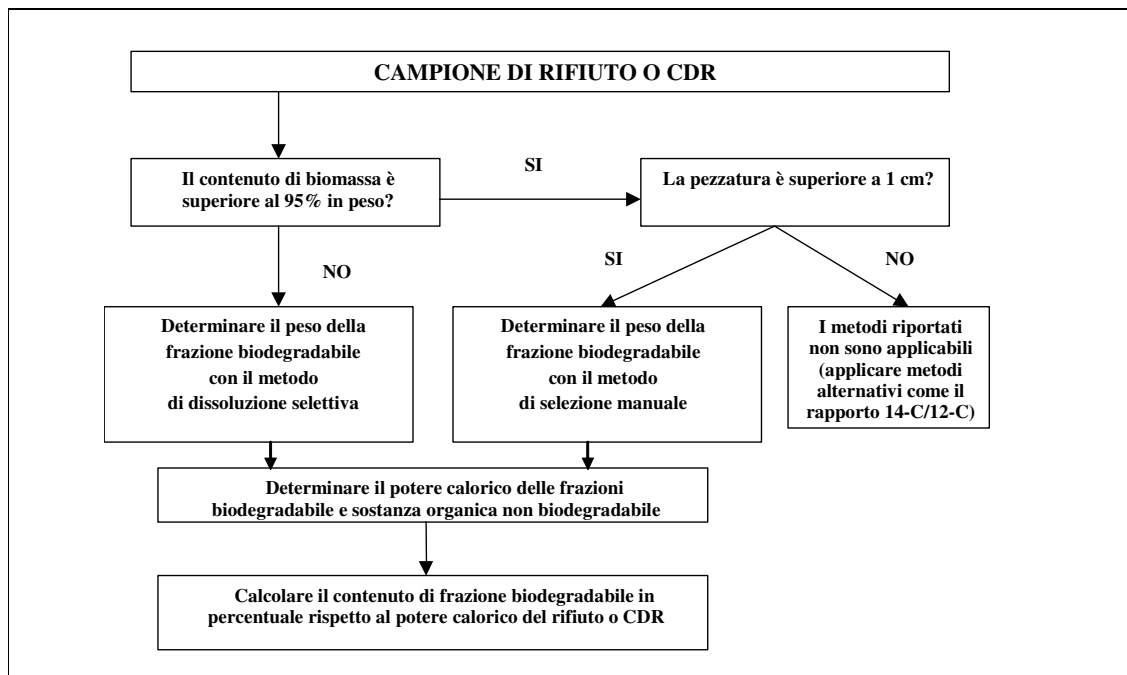 CAMPIONE DI RIFIUTO O CDR
Il contenuto di biomassa è
superiore al 95% in peso?
SI
La pezzatura è superiore a 1 cm?
NO
SI
NO
Determinare il peso della
frazione biodegradabile
con il metodo
di dissoluzione selettiva
Determinare il peso della
frazione biodegradabile
con il metodo
di selezione manuale
I metodi riportati
non sono applicabili
(applicare metodi
alternativi come il
rapporto 14-C/12-C)
Determinare il potere calorico delle frazioni
biodegradabile e sostanza organica non biodegradabile
Calcolare il contenuto di frazione biodegradabile in
percentuale rispetto al potere calorico del rifiuto o CDR